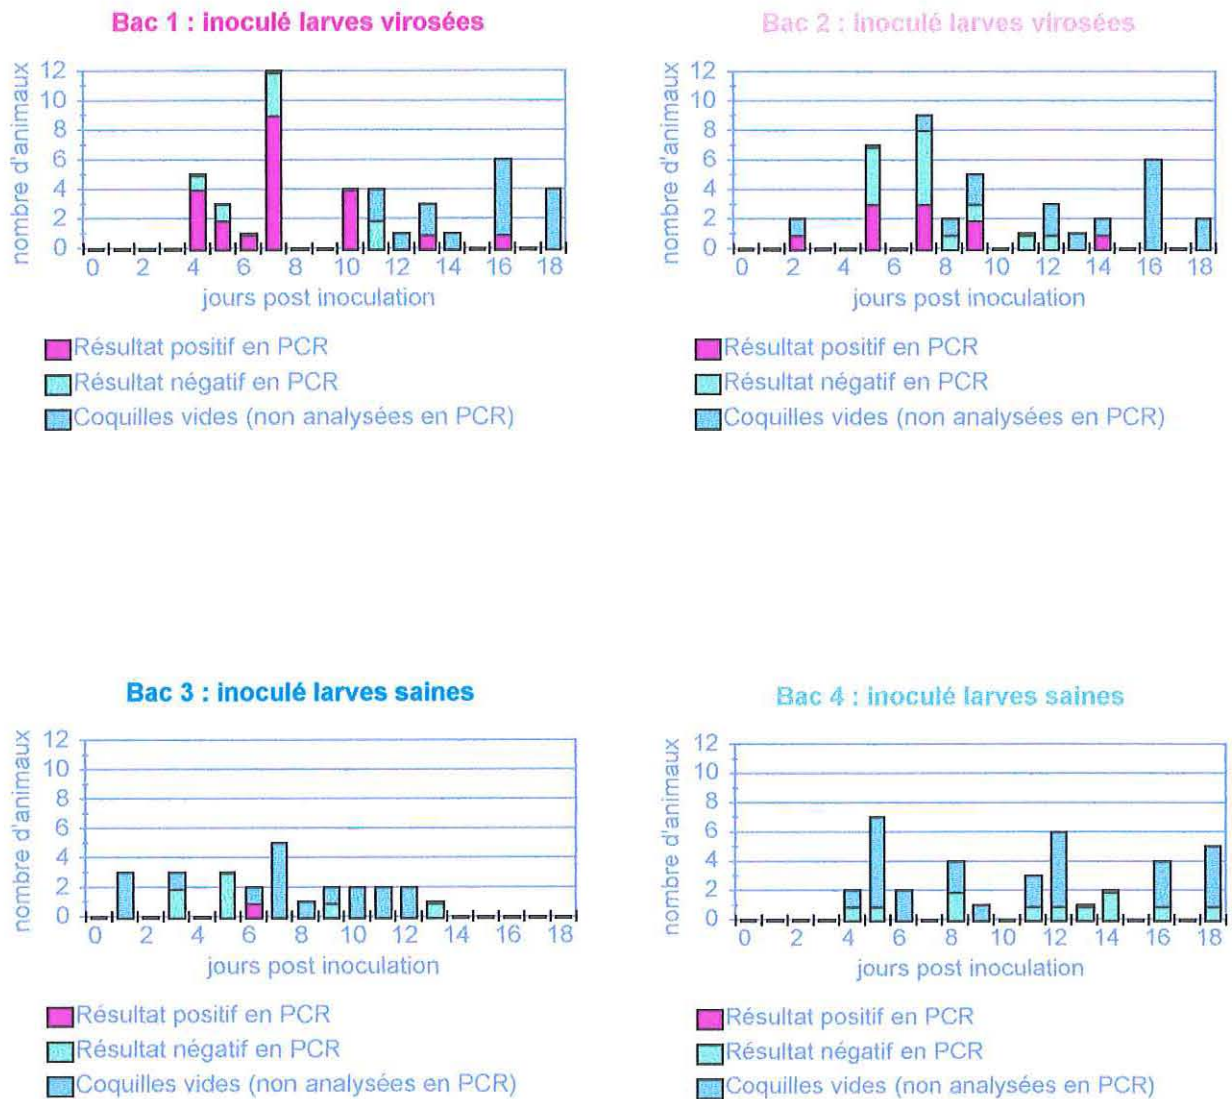 Bac 1 : inoculé larves virosées
nombre d'animaux
12
10
8
6
4
2
0
0 2 4 6 8 10 12 14 16 18
jours post inoculation
Résultat positif en PCR
Résultat négatif en PCR
Coquilles vides (non analysées en PCR)
Bac 2 : inoculé larves virosées
nombre d'animaux
12
10
8
6
4
2
0
0 2 4 6 8 10 12 14 16 18
jours post inoculation
Résultat positif en PCR
Résultat négatif en PCR
Coquilles vides (non analysées en PCR)
Bac 3 : inoculé larves saines
nombre d'animaux
12
10
8
6
4
2
0
0 2 4 6 8 10 12 14 16 18
jours post inoculation
Résultat positif en PCR
Résultat négatif en PCR
Coquilles vides (non analysées en PCR)
Bac 4 : inoculé larves saines
nombre d'animaux
12
10
8
6
4
2
0
0 2 4 6 8 10 12 14 16 18
jours post inoculation
Résultat positif en PCR
Résultat négatif en PCR
Coquilles vides (non analysées en PCR)